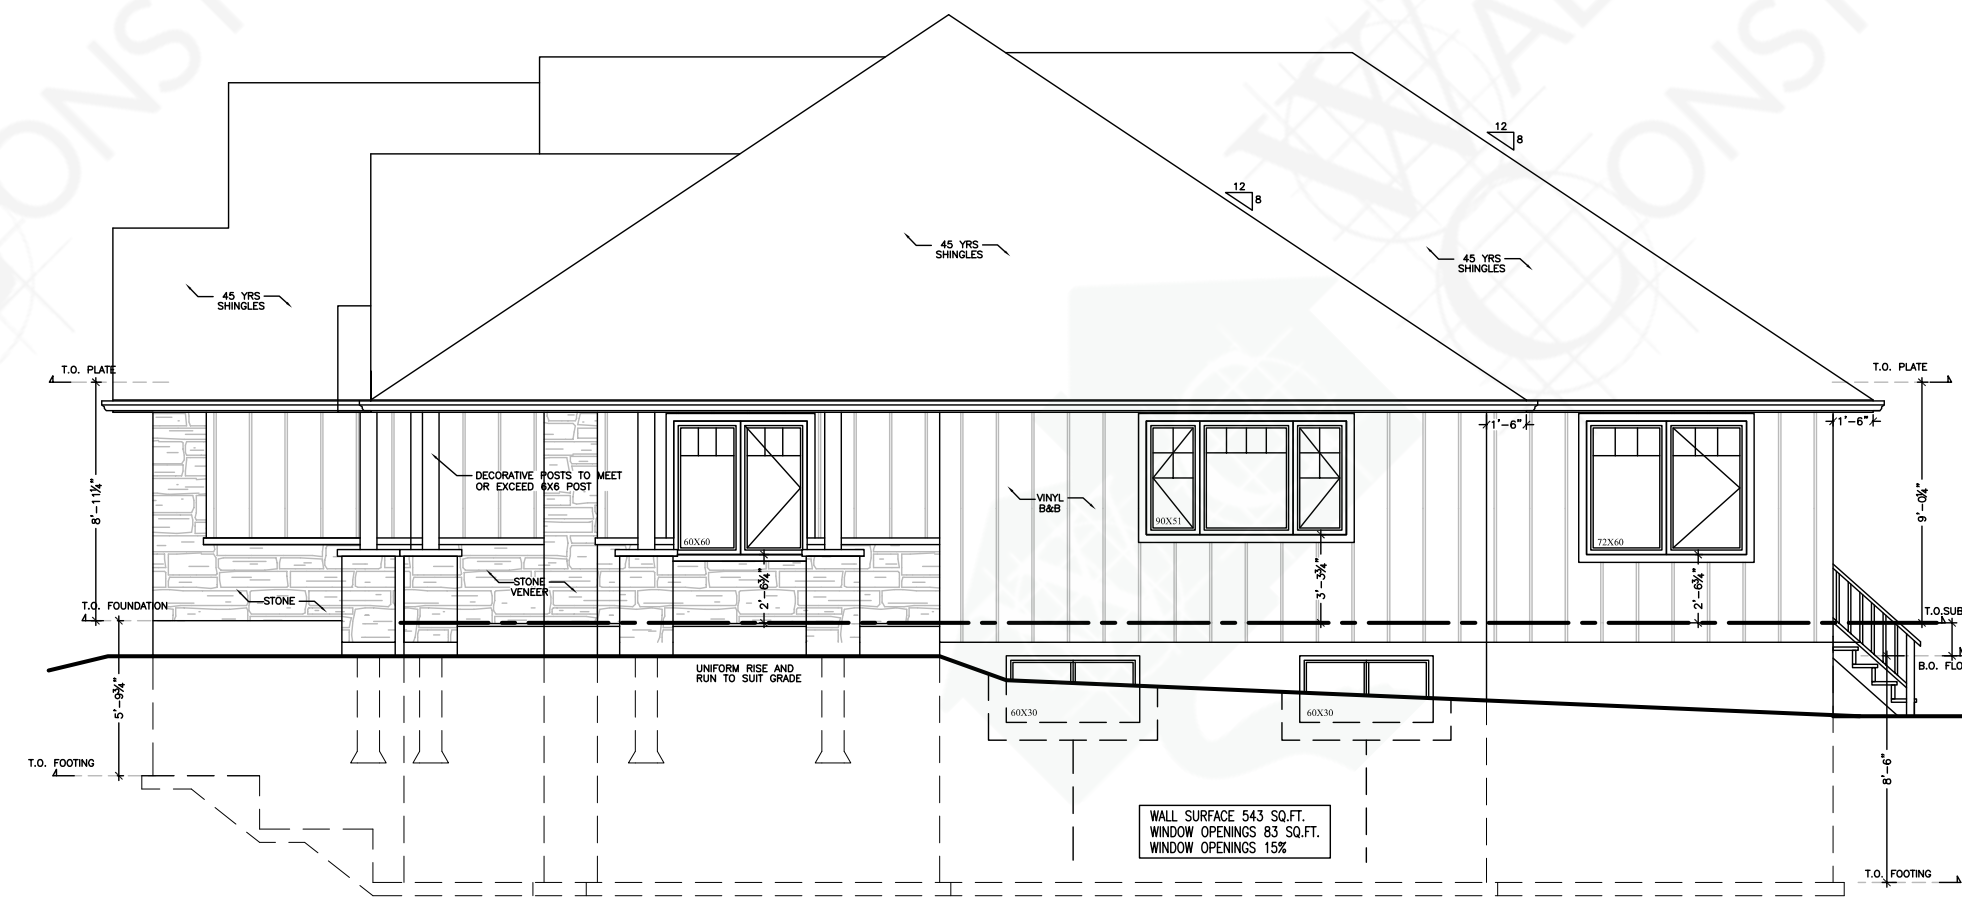 12
8
12
8
45 YRS
SHINGLES
45 YRS
SHINGLES
45 YRS
SHINGLES
T.O. PLATE
T.O. PLATE
1'-6"
1'-6"
DECORATIVE POSTS TO MEET
OR EXCEED 6X6 POST
8'-11¼"
VINYL
B&B
90X51
60X60
72X60
9'-0¼"
STONE
VENEER
STONE
2'-6¾"
3'-3¾"
2'-6¾"
T.O. FOUNDATION
T.O.SUB
B.O. FLO
UNIFORM RISE AND
RUN TO SUIT GRADE
5'-9¾"
60X30
60X30
T.O. FOOTING
8'-6"
WALL SURFACE 543 SQ.FT.
WINDOW OPENINGS 83 SQ.FT.
WINDOW OPENINGS 15%
T.O. FOOTING